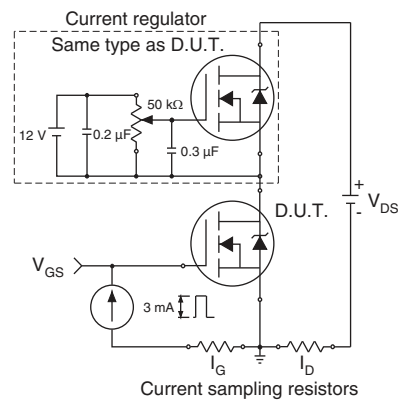 Current regulator
Same type as D.U.T.
50 kΩ
12 V
0.2 µF
0.3 µF
+
V_DS
-
D.U.T.
V_GS
3 mA
I_G
I_D
Current sampling resistors